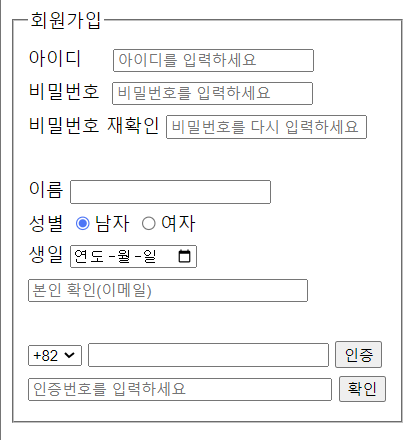 회원가입
아이디 아이디를 입력하세요
비밀번호 비밀번호를 입력하세요
비밀번호 재확인 비밀번호를 다시 입력하세요
이름
성별 남자 여자
생일 연도-월-일
본인 확인(이메일)
+82 인증
인증번호를 입력하세요 확인